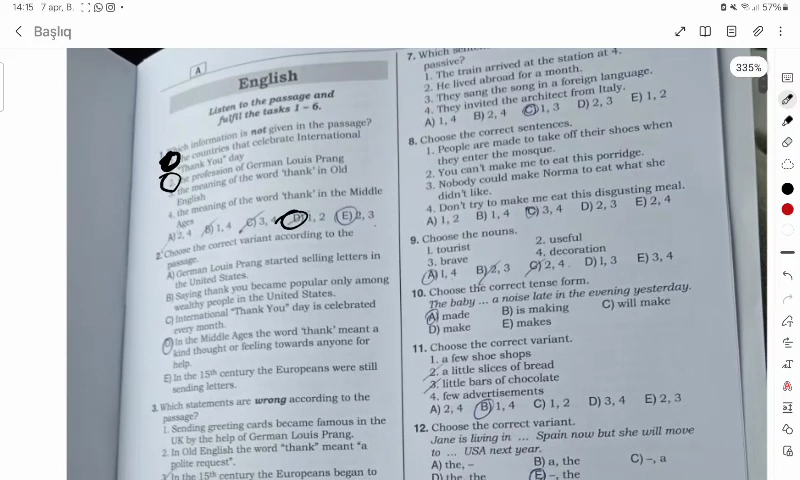 14:15 7 apr, B.
57%
Başlıq
335%
A
English
Listen to the passage and
fulfil the tasks 1 – 6.
information is not given in the passage?
countries that celebrate International
Thank You" day
the profession of German Louis Prang
the meaning of the word 'thank' in Old
English
4. the meaning of the word 'thank' in the Middle
Ages
A) 2, 4 B) 1, 4 C) 3, 4 D) 1, 2 E) 2, 3
2. Choose the correct variant according to the
passage.
A) German Louis Prang started selling letters in
the United States.
B) Saying thank you became popular only among
wealthy people in the United States.
C) International "Thank You" day is celebrated
every month.
D) In the Middle Ages the word 'thank' meant a
kind thought or feeling towards anyone for
help.
E) In the 15th century the Europeans were still
sending letters.
3. Which statements are wrong according to the
passage?
1. Sending greeting cards became famous in the
UK by the help of German Louis Prang.
2. In Old English the word "thank" meant "a
polite request".
3. In the 15th century the Europeans began to
7. Which
passive?
1. The train arrived at the station at 4.
2. He lived abroad for a month.
3. They sang the song in a foreign language.
4. They invited the architect from Italy.
A) 1, 4 B) 2, 4 C) 1, 3 D) 2, 3 E) 1, 2
8. Choose the correct sentences.
1. People are made to take off their shoes when
they enter the mosque.
2. You can't make me to eat this porridge.
3. Nobody could make Norma to eat what she
didn't like.
4. Don't try to make me eat this disgusting meal.
A) 1, 2 B) 1, 4 C) 3, 4 D) 2, 3 E) 2, 4
9. Choose the nouns.
1. tourist 2. useful
3. brave 4. decoration
A) 1, 4 B) 2, 3 C) 2, 4 D) 1, 3 E) 3, 4
10. Choose the correct tense form.
The baby ... a noise late in the evening yesterday.
A) made B) is making C) will make
D) make E) makes
11. Choose the correct variant.
1. a few shoe shops
2. a little slices of bread
3. little bars of chocolate
4. few advertisements
A) 2, 4 B) 1, 4 C) 1, 2 D) 3, 4 E) 2, 3
12. Choose the correct variant.
Jane is living in ... Spain now but she will move
to ... USA next year.
A) the, – B) a, the C) –, a
D) the, the E) –, the